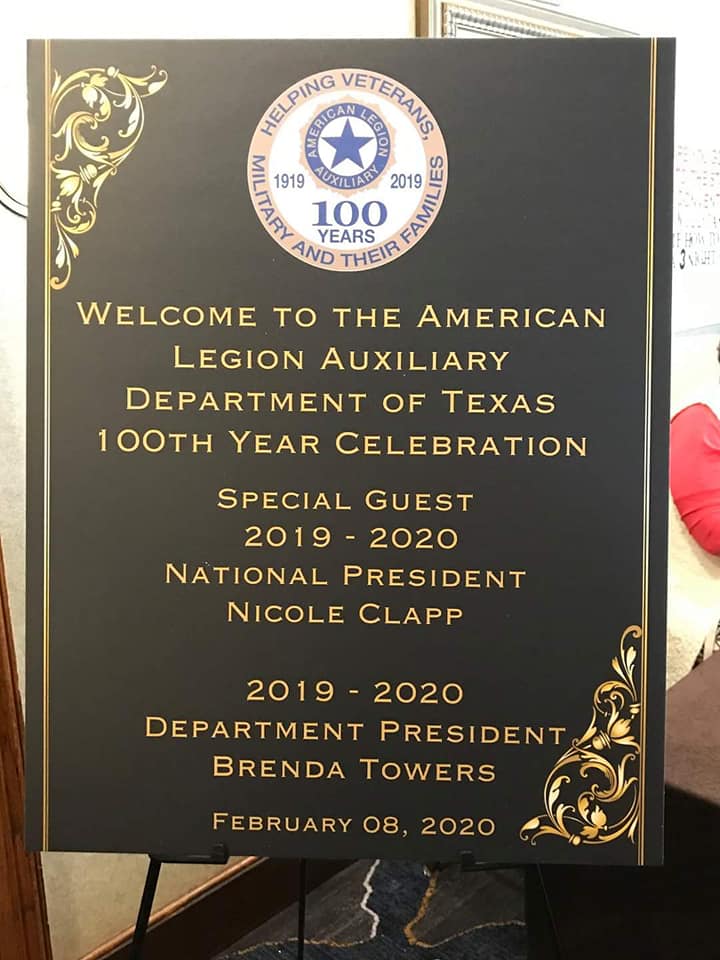 HELPING VETERANS,
MILITARY AND THEIR FAMILIES
AMERICAN LEGION
AUXILIARY
1919 2019
100
YEARS
WELCOME TO THE AMERICAN
LEGION AUXILIARY
DEPARTMENT OF TEXAS
100TH YEAR CELEBRATION
SPECIAL GUEST
2019 - 2020
NATIONAL PRESIDENT
NICOLE CLAPP
2019 - 2020
DEPARTMENT PRESIDENT
BRENDA TOWERS
FEBRUARY 08, 2020